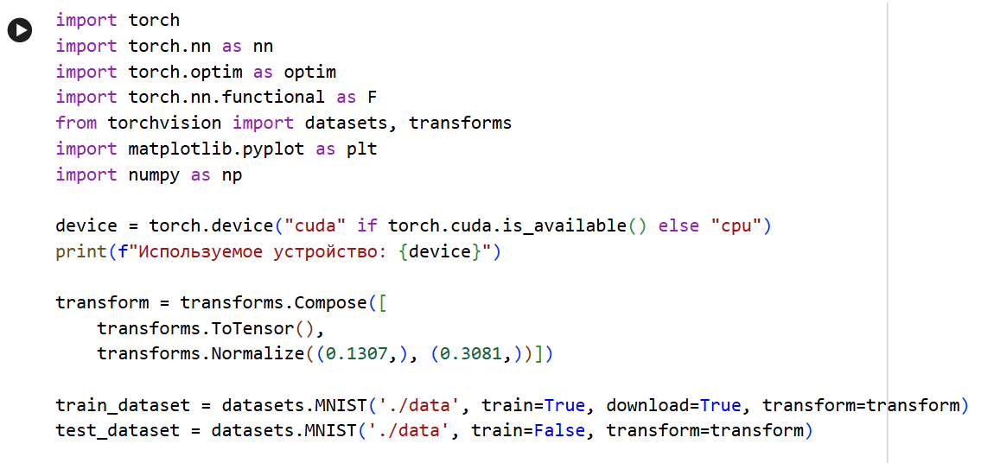 import torch
import torch.nn as nn
import torch.optim as optim
import torch.nn.functional as F
from torchvision import datasets, transforms
import matplotlib.pyplot as plt
import numpy as np

device = torch.device("cuda" if torch.cuda.is_available() else "cpu")
print(f"Используемое устройство: {device}")

transform = transforms.Compose([
    transforms.ToTensor(),
    transforms.Normalize((0.1307,), (0.3081,))])

train_dataset = datasets.MNIST('./data', train=True, download=True, transform=transform)
test_dataset = datasets.MNIST('./data', train=False, transform=transform)